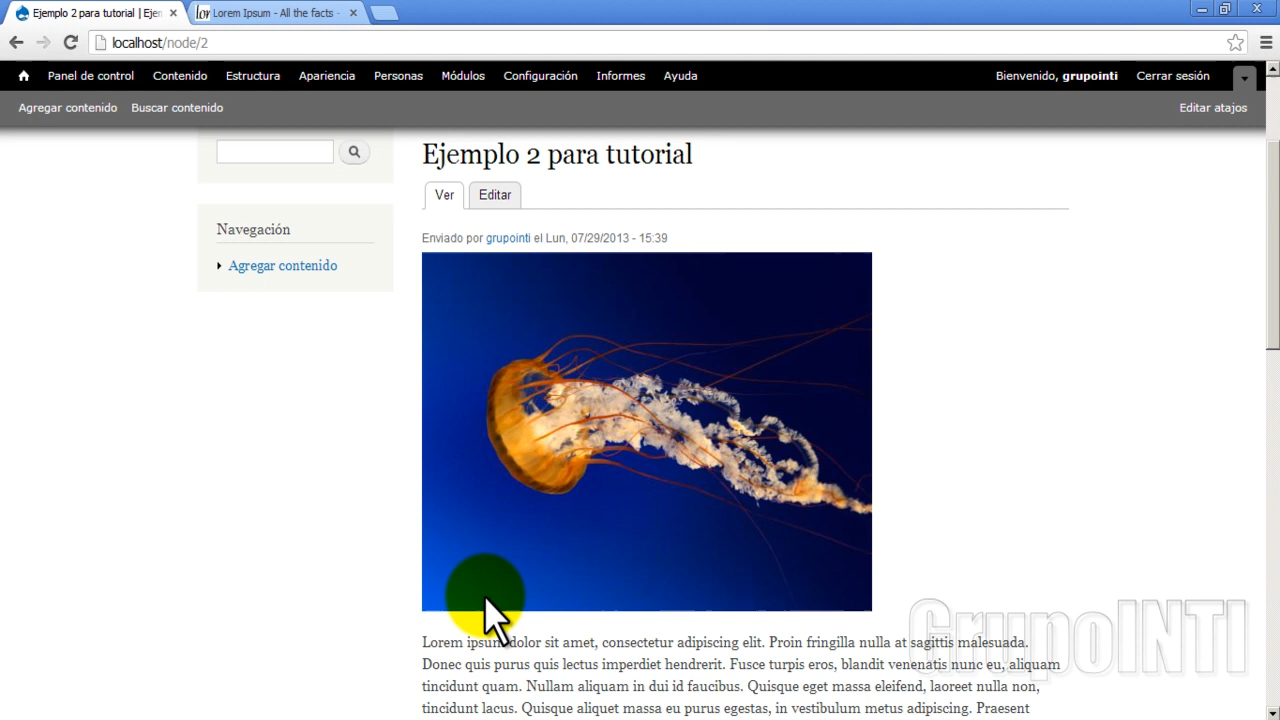 Ejemplo 2 para tutorial | Ejem
Lorem Ipsum - All the facts -
localhost/node/2
Panel de control Contenido Estructura Apariencia Personas Módulos Configuración Informes Ayuda Bienvenido, grupointi Cerrar sesión
Agregar contenido Buscar contenido Editar atajos
Ejemplo 2 para tutorial
Ver Editar
Navegación
Agregar contenido
Enviado por grupointi el Lun, 07/29/2013 - 15:39
Lorem ipsum dolor sit amet, consectetur adipiscing elit. Proin fringilla nulla at sagittis malesuada.
Donec quis purus quis lectus imperdiet hendrerit. Fusce turpis eros, blandit venenatis nunc eu, aliquam
tincidunt quam. Nullam aliquam in dui id faucibus. Quisque eget massa eleifend, laoreet nulla non,
tincidunt lacus. Quisque aliquet massa eu purus egestas, in vestibulum metus adipiscing. Praesent
GrupoINTI